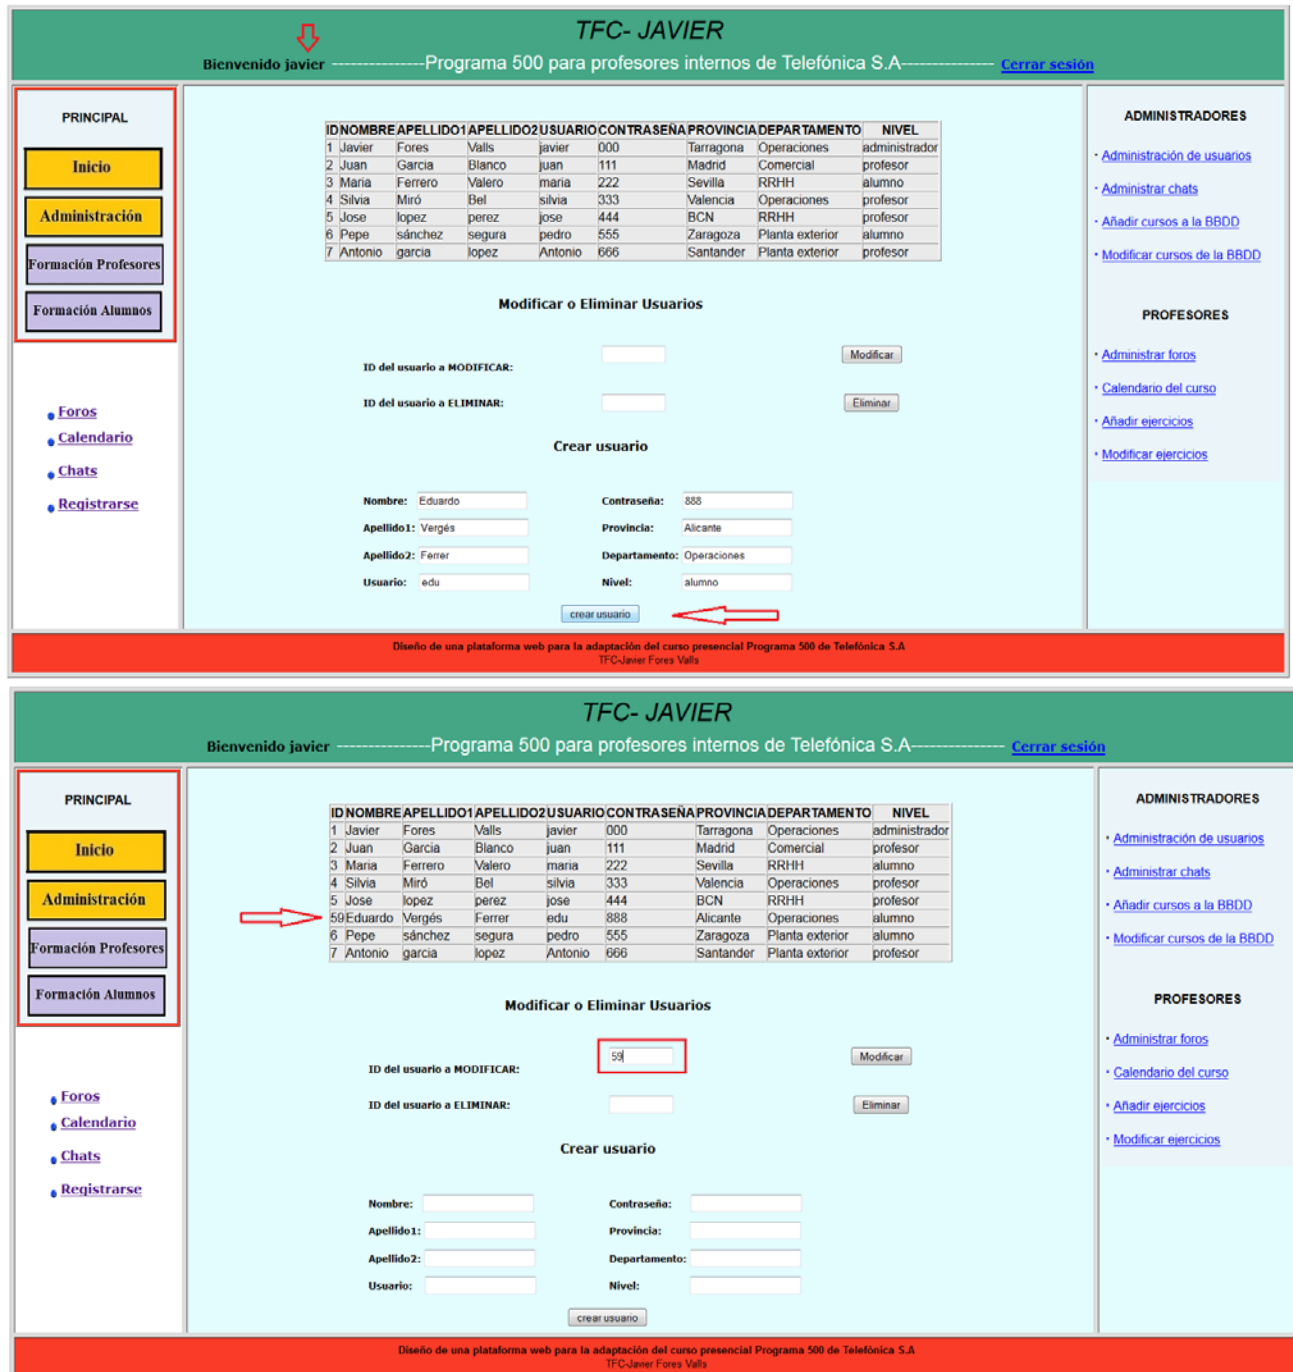 TFC- JAVIER
Bienvenido javier ---------------Programa 500 para profesores internos de Telefónica S.A--------------- Cerrar sesión
PRINCIPAL
Inicio
Administración
Formación Profesores
Formación Alumnos
Foros
Calendario
Chats
Registrarse
ID NOMBRE APELLIDO1 APELLIDO2 USUARIO CONTRASEÑA PROVINCIA DEPARTAMENTO NIVEL
1 Javier Fores Valls javier 000 Tarragona Operaciones administrador
2 Juan Garcia Blanco juan 111 Madrid Comercial profesor
3 Maria Ferrero Valero maria 222 Sevilla RRHH alumno
4 Silvia Miró Bel silvia 333 Valencia Operaciones profesor
5 Jose lopez perez jose 444 BCN RRHH profesor
6 Pepe sánchez segura pedro 555 Zaragoza Planta exterior alumno
7 Antonio garcia lopez Antonio 666 Santander Planta exterior profesor
Modificar o Eliminar Usuarios
ID del usuario a MODIFICAR: Modificar
ID del usuario a ELIMINAR: Eliminar
Crear usuario
Nombre: Eduardo Contraseña: 888
Apellido1: Vergés Provincia: Alicante
Apellido2: Ferrer Departamento: Operaciones
Usuario: edu Nivel: alumno
crear usuario
ADMINISTRADORES
· Administración de usuarios
· Administrar chats
· Añadir cursos a la BBDD
· Modificar cursos de la BBDD
PROFESORES
· Administrar foros
· Calendario del curso
· Añadir ejercicios
· Modificar ejercicios
Diseño de una plataforma web para la adaptación del curso presencial Programa 500 de Telefónica S.A
TFC-Javier Fores Valls
TFC- JAVIER
Bienvenido javier ---------------Programa 500 para profesores internos de Telefónica S.A--------------- Cerrar sesión
PRINCIPAL
Inicio
Administración
Formación Profesores
Formación Alumnos
Foros
Calendario
Chats
Registrarse
ID NOMBRE APELLIDO1 APELLIDO2 USUARIO CONTRASEÑA PROVINCIA DEPARTAMENTO NIVEL
1 Javier Fores Valls javier 000 Tarragona Operaciones administrador
2 Juan Garcia Blanco juan 111 Madrid Comercial profesor
3 Maria Ferrero Valero maria 222 Sevilla RRHH alumno
4 Silvia Miró Bel silvia 333 Valencia Operaciones profesor
5 Jose lopez perez jose 444 BCN RRHH profesor
59 Eduardo Vergés Ferrer edu 888 Alicante Operaciones alumno
6 Pepe sánchez segura pedro 555 Zaragoza Planta exterior alumno
7 Antonio garcia lopez Antonio 666 Santander Planta exterior profesor
Modificar o Eliminar Usuarios
ID del usuario a MODIFICAR: 59 Modificar
ID del usuario a ELIMINAR: Eliminar
Crear usuario
Nombre: Contraseña:
Apellido1: Provincia:
Apellido2: Departamento:
Usuario: Nivel:
crear usuario
ADMINISTRADORES
· Administración de usuarios
· Administrar chats
· Añadir cursos a la BBDD
· Modificar cursos de la BBDD
PROFESORES
· Administrar foros
· Calendario del curso
· Añadir ejercicios
· Modificar ejercicios
Diseño de una plataforma web para la adaptación del curso presencial Programa 500 de Telefónica S.A
TFC-Javier Fores Valls